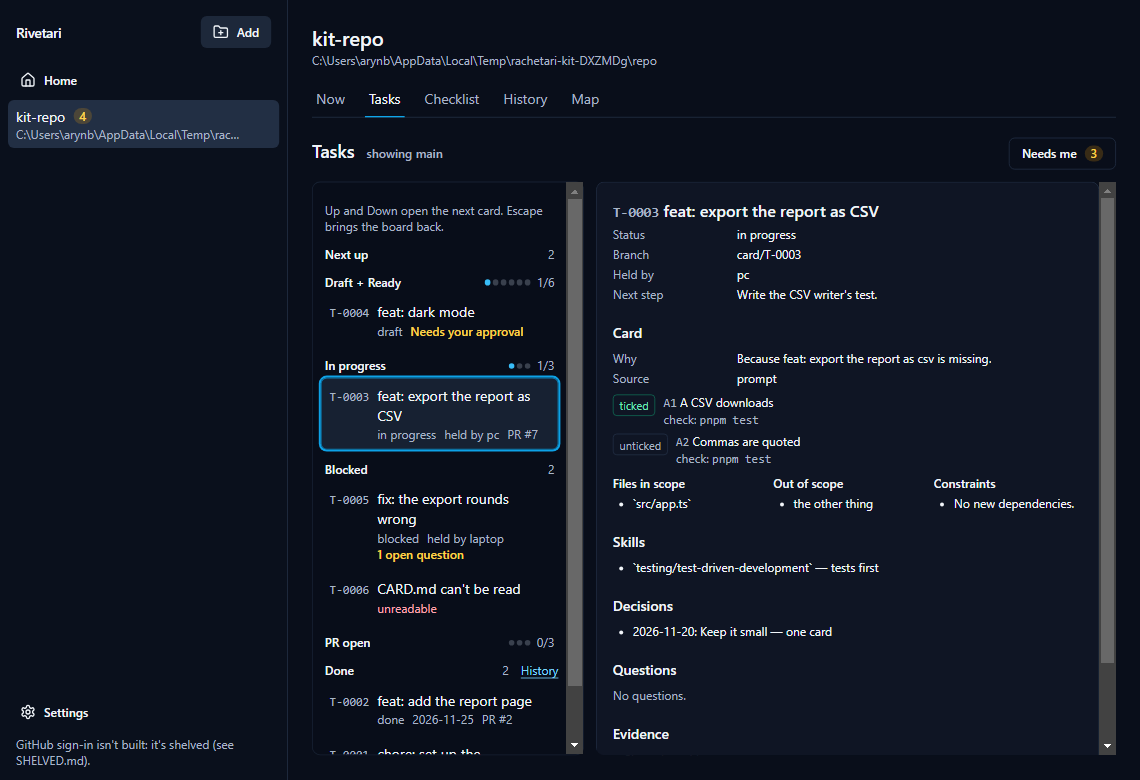 Rivetari
Add
Home
kit-repo 4
C:\Users\arynb\AppData\Local\Temp\rac...
Settings
GitHub sign-in isn't built: it's shelved (see
SHELVED.md).
kit-repo
C:\Users\arynb\AppData\Local\Temp\rachetari-kit-DXZMDg\repo
Now Tasks Checklist History Map
Tasks showing main
Needs me 3
Up and Down open the next card. Escape
brings the board back.
Next up 2
Draft + Ready 1/6
T-0004 feat: dark mode
draft Needs your approval
In progress 1/3
T-0003 feat: export the report as
CSV
in progress held by pc PR #7
Blocked 2
T-0005 fix: the export rounds
wrong
blocked held by laptop
1 open question
T-0006 CARD.md can't be read
unreadable
PR open 0/3
Done 2 History
T-0002 feat: add the report page
done 2026-11-25 PR #2
T-0001 chore: set up the
T-0003 feat: export the report as CSV
Status in progress
Branch card/T-0003
Held by pc
Next step Write the CSV writer's test.
Card
Why Because feat: export the report as csv is missing.
Source prompt
ticked A1 A CSV downloads
check: pnpm test
unticked A2 Commas are quoted
check: pnpm test
Files in scope Out of scope Constraints
• `src/app.ts` • the other thing • No new dependencies.
Skills
• `testing/test-driven-development` — tests first
Decisions
• 2026-11-20: Keep it small — one card
Questions
No questions.
Evidence